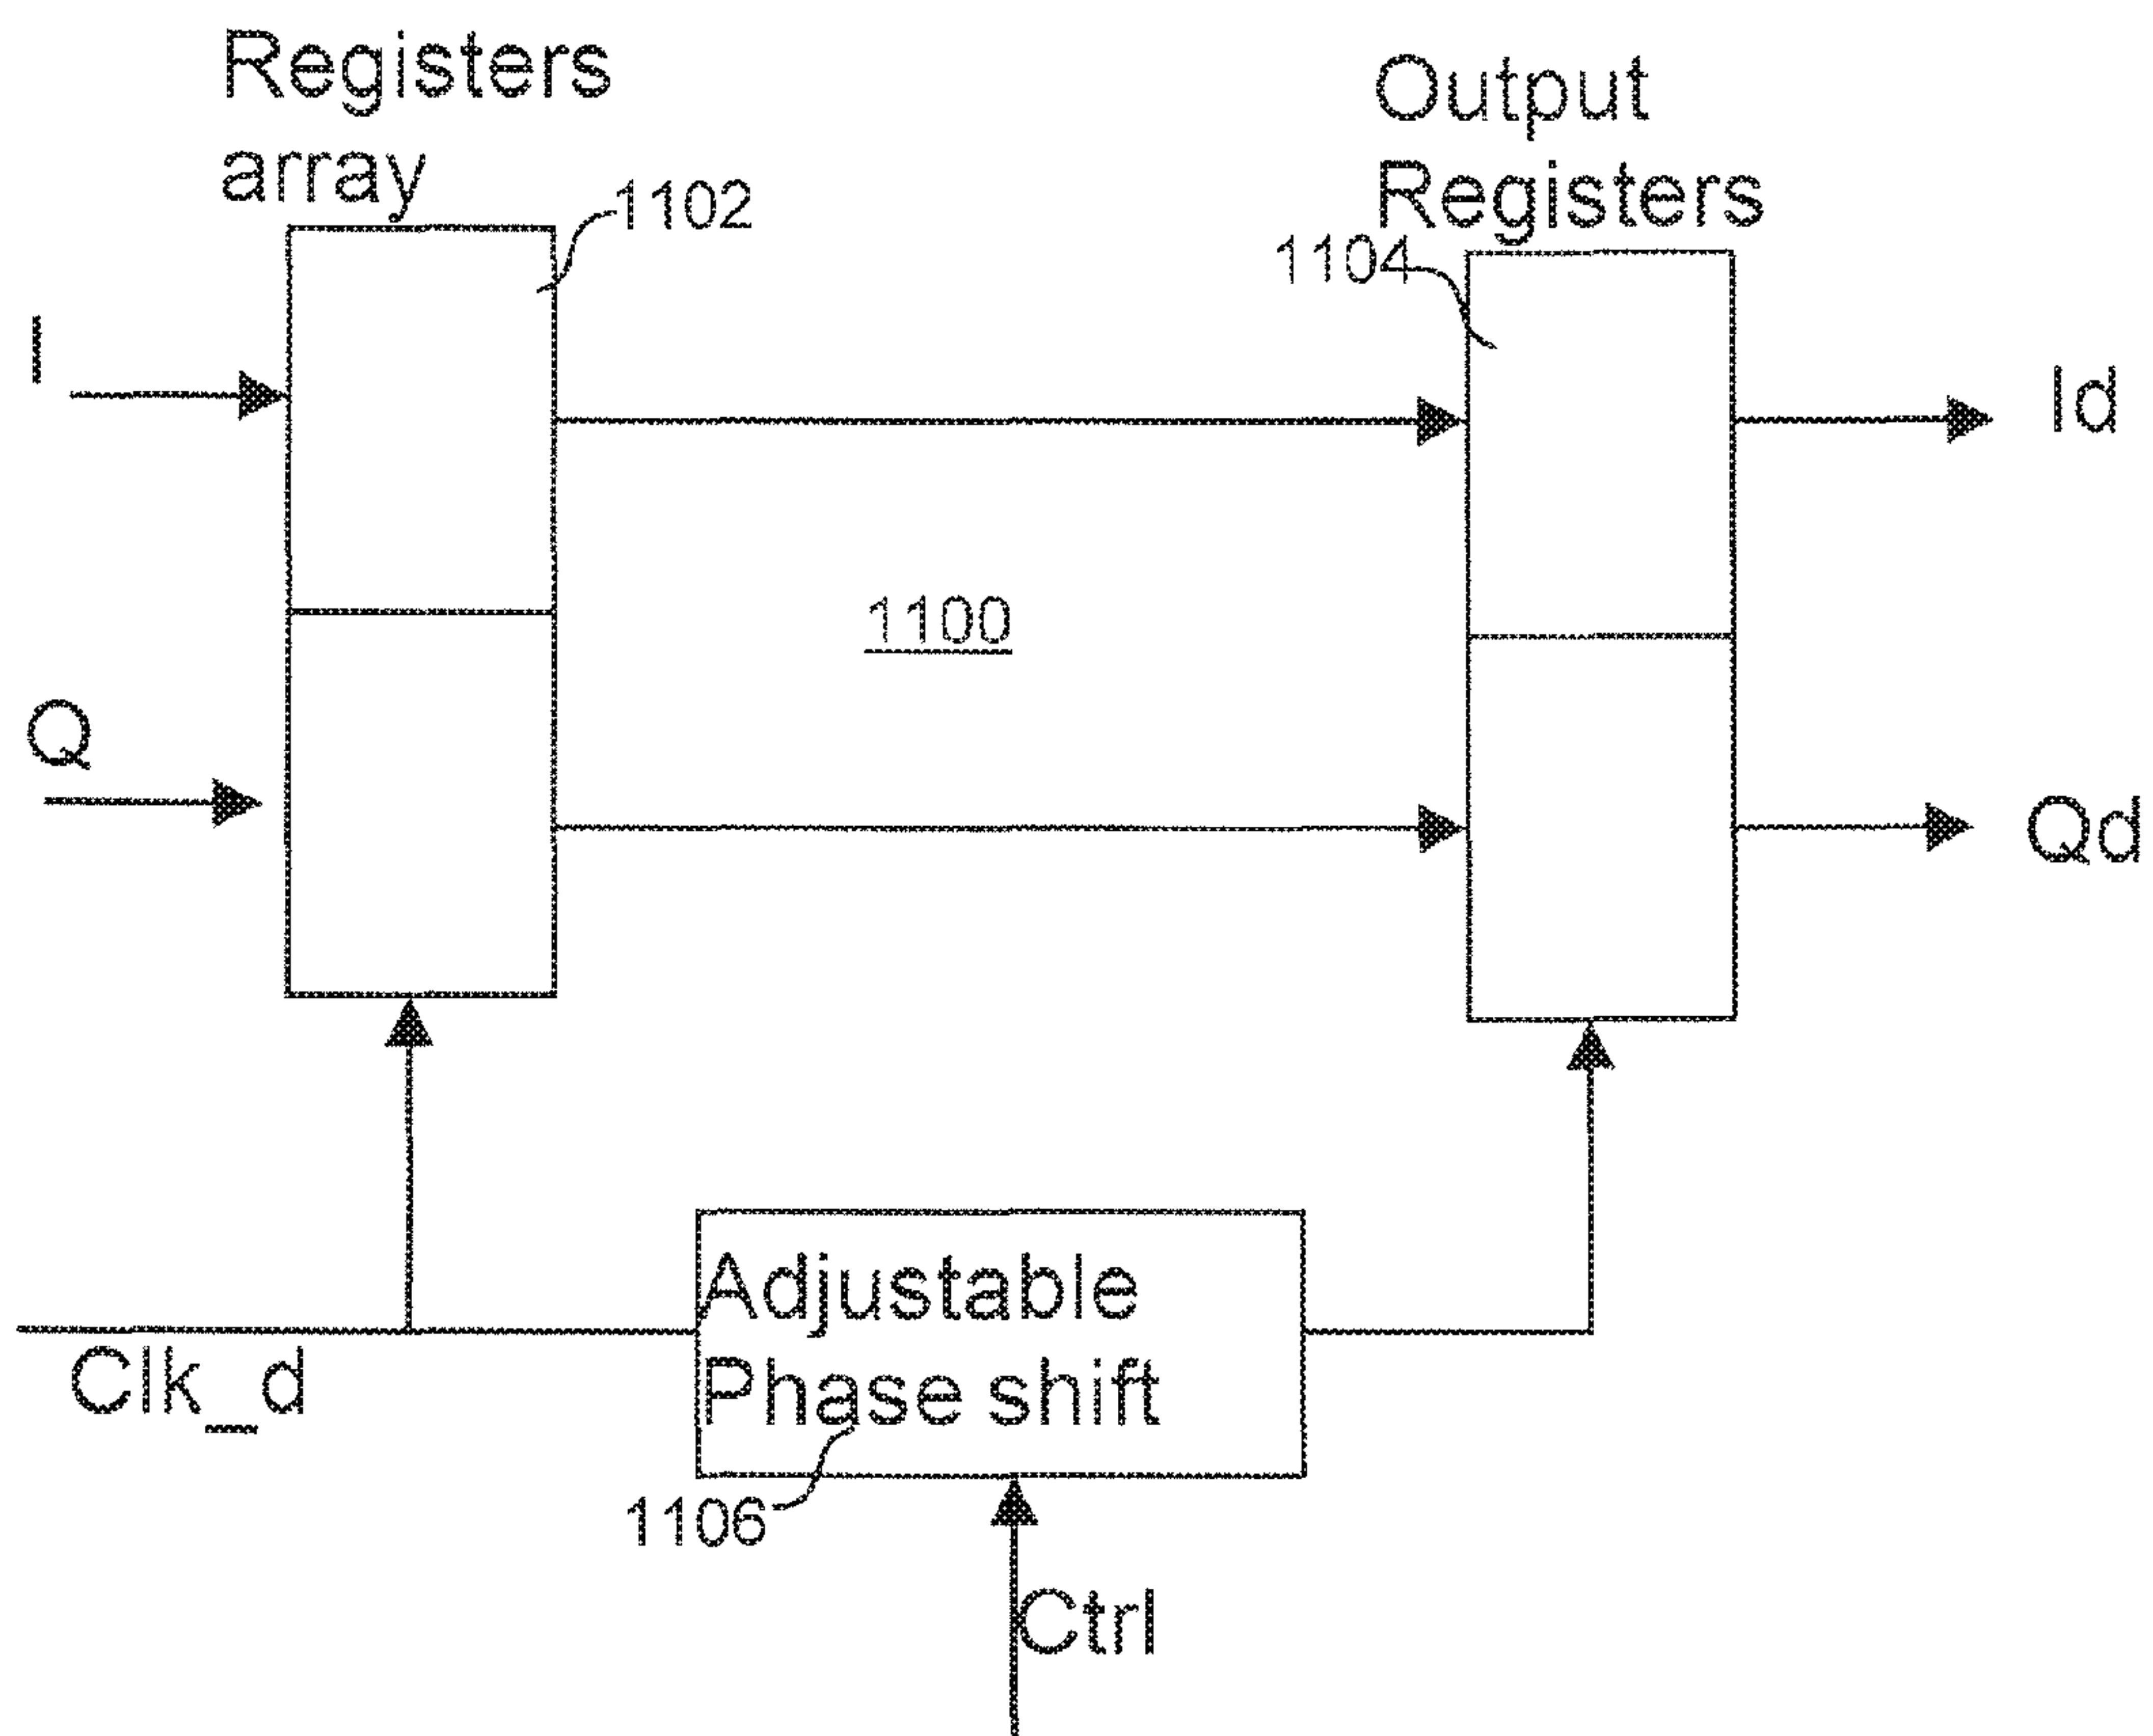 Registers
array
1102
Output
Registers
1104
I
Id
1100
Q
Qd
Adjustable
Phase shift
Clk_d
1106
Ctrl